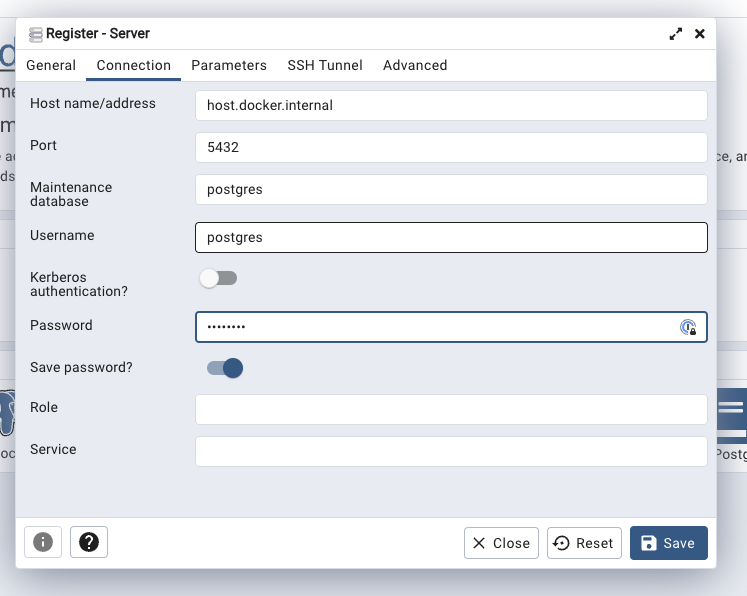 Register - Server
General Connection Parameters SSH Tunnel Advanced
Host name/address host.docker.internal
Port 5432
Maintenance
database
postgres
Username postgres
Kerberos
authentication?
Password ••••••••
Save password?
Role
Service
Close Reset Save